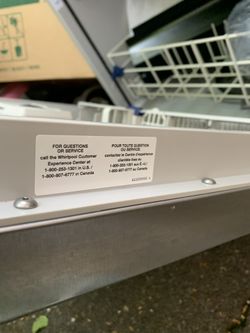 FOR QUESTIONS
OR SERVICE
call the Whirlpool Customer
Experience Center at
1-800-253-1301 in U.S. /
1-800-807-6777 in Canada
POUR TOUTE QUESTION
OU SERVICE
contactez le Centre d'expérience
clientèle Whirlpool au
1-800-253-1301 aux É.-U. /
1-800-807-6777 au Canada